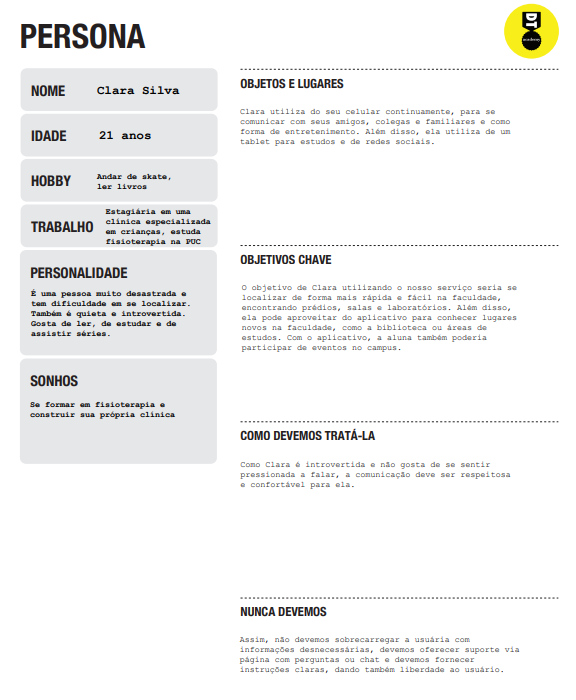 PERSONA
DT
academy
NOME Clara Silva
IDADE 21 anos
HOBBY Andar de skate,
ler livros
TRABALHO Estagiária em uma
clínica especializada
em crianças, estuda
fisioterapia na PUC
PERSONALIDADE
É uma pessoa muito desastrada e
tem dificuldade em se localizar.
Também é quieta e introvertida.
Gosta de ler, de estudar e de
assistir séries.
SONHOS
Se formar em fisioterapia e
construir sua própria clínica
OBJETOS E LUGARES
Clara utiliza do seu celular continuamente, para se
comunicar com seus amigos, colegas e familiares e como
forma de entretenimento. Além disso, ela utiliza de um
tablet para estudos e de redes sociais.
OBJETIVOS CHAVE
O objetivo de Clara utilizando o nosso serviço seria se
localizar de forma mais rápida e fácil na faculdade,
encontrando prédios, salas e laboratórios. Além disso,
ela pode aproveitar do aplicativo para conhecer lugares
novos na faculdade, como a biblioteca ou áreas de
estudos. Com o aplicativo, a aluna também poderia
participar de eventos no campus.
COMO DEVEMOS TRATÁ-LA
Como Clara é introvertida e não gosta de se sentir
pressionada a falar, a comunicação deve ser respeitosa
e confortável para ela.
NUNCA DEVEMOS
Assim, não devemos sobrecarregar a usuária com
informações desnecessárias, devemos oferecer suporte via
página com perguntas ou chat e devemos fornecer
instruções claras, dando também liberdade ao usuário.